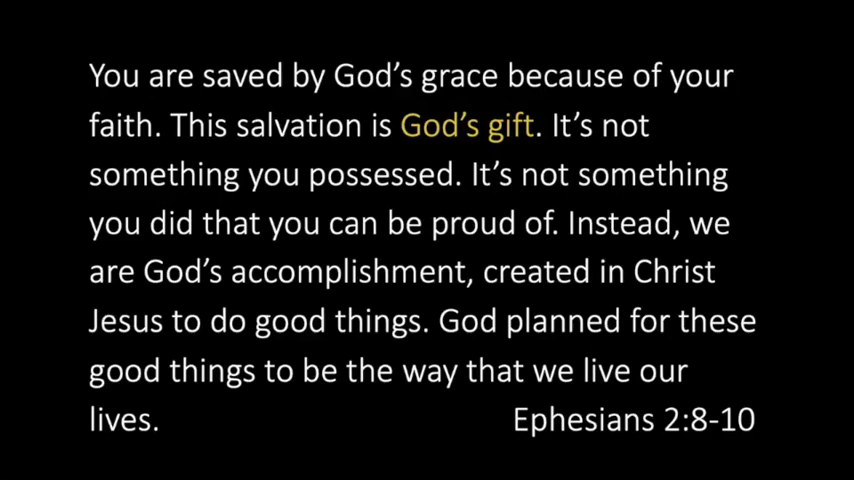 You are saved by God’s grace because of your
faith. This salvation is God’s gift. It’s not
something you possessed. It’s not something
you did that you can be proud of. Instead, we
are God’s accomplishment, created in Christ
Jesus to do good things. God planned for these
good things to be the way that we live our
lives. Ephesians 2:8-10